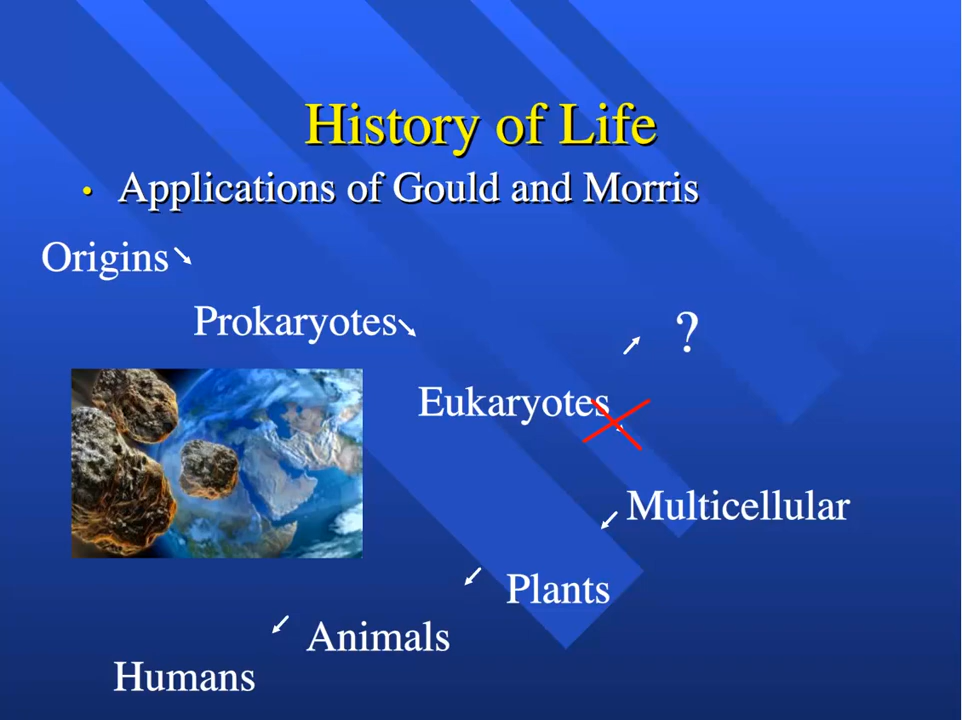 History of Life
• Applications of Gould and Morris
Origins
Prokaryotes
?
Eukaryotes
Multicellular
Plants
Animals
Humans